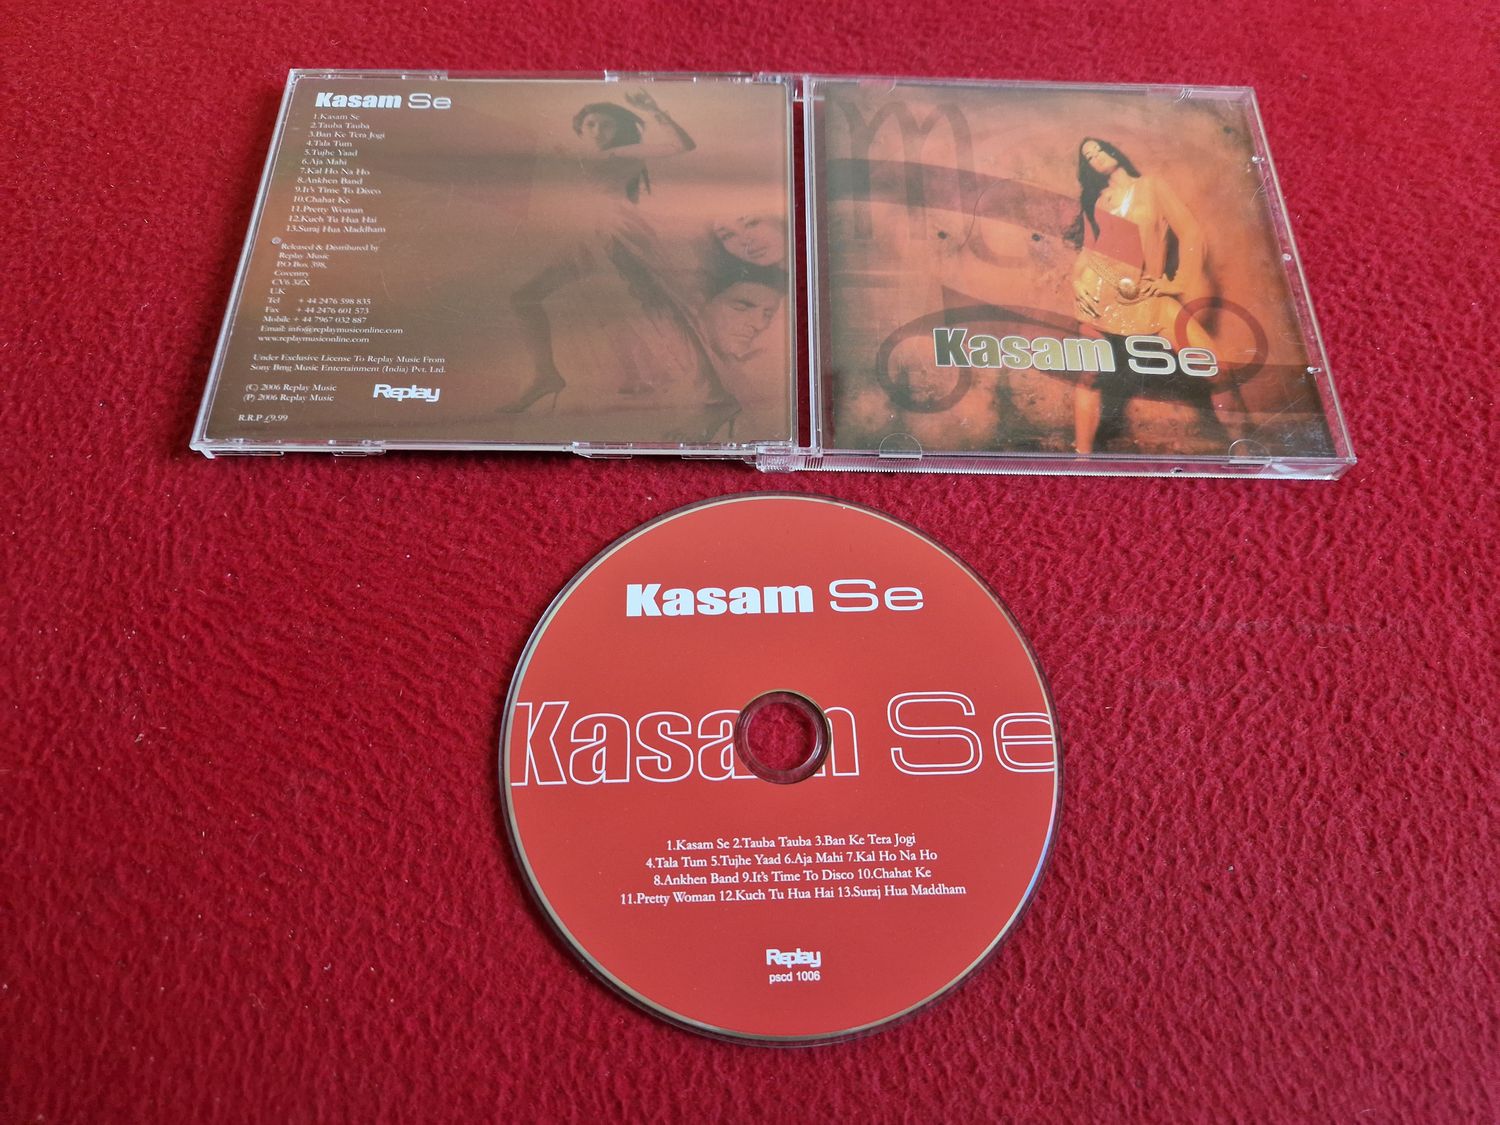 Kasam Se
1.Kasam Se
2.Tauba Tauba
3.Ban Ke Tera Jogi
4.Tala Tum
5.Tujhe Yaad
6.Aja Mahi
7.Kal Ho Na Ho
8.Ankhen Band
9.It's Time To Disco
10.Chahat Ke
11.Pretty Woman
12.Kuch Tu Hua Hai
13.Suraj Hua Maddham
Released & Distributed by
Replay Music
P.O Box 398,
Coventry
CV6 3ZX
UK
Tel + 44 2476 598 835
Fax + 44 2476 601 573
Mobile + 44 7967 032 887
Email: info@replaymusiconline.com
www.replaymusiconline.com
Under Exclusive License To Replay Music From
Sony Bmg Music Entertainment (India) Pvt. Ltd.
(C) 2006 Replay Music
(P) 2006 Replay Music
Replay
R.R.P £9.99
Kasam Se
Kasam Se
Kasam Se
1.Kasam Se 2.Tauba Tauba 3.Ban Ke Tera Jogi
4.Tala Tum 5.Tujhe Yaad 6.Aja Mahi 7.Kal Ho Na Ho
8.Ankhen Band 9.It's Time To Disco 10.Chahat Ke
11.Pretty Woman 12.Kuch Tu Hua Hai 13.Suraj Hua Maddham
Replay
pscd 1006